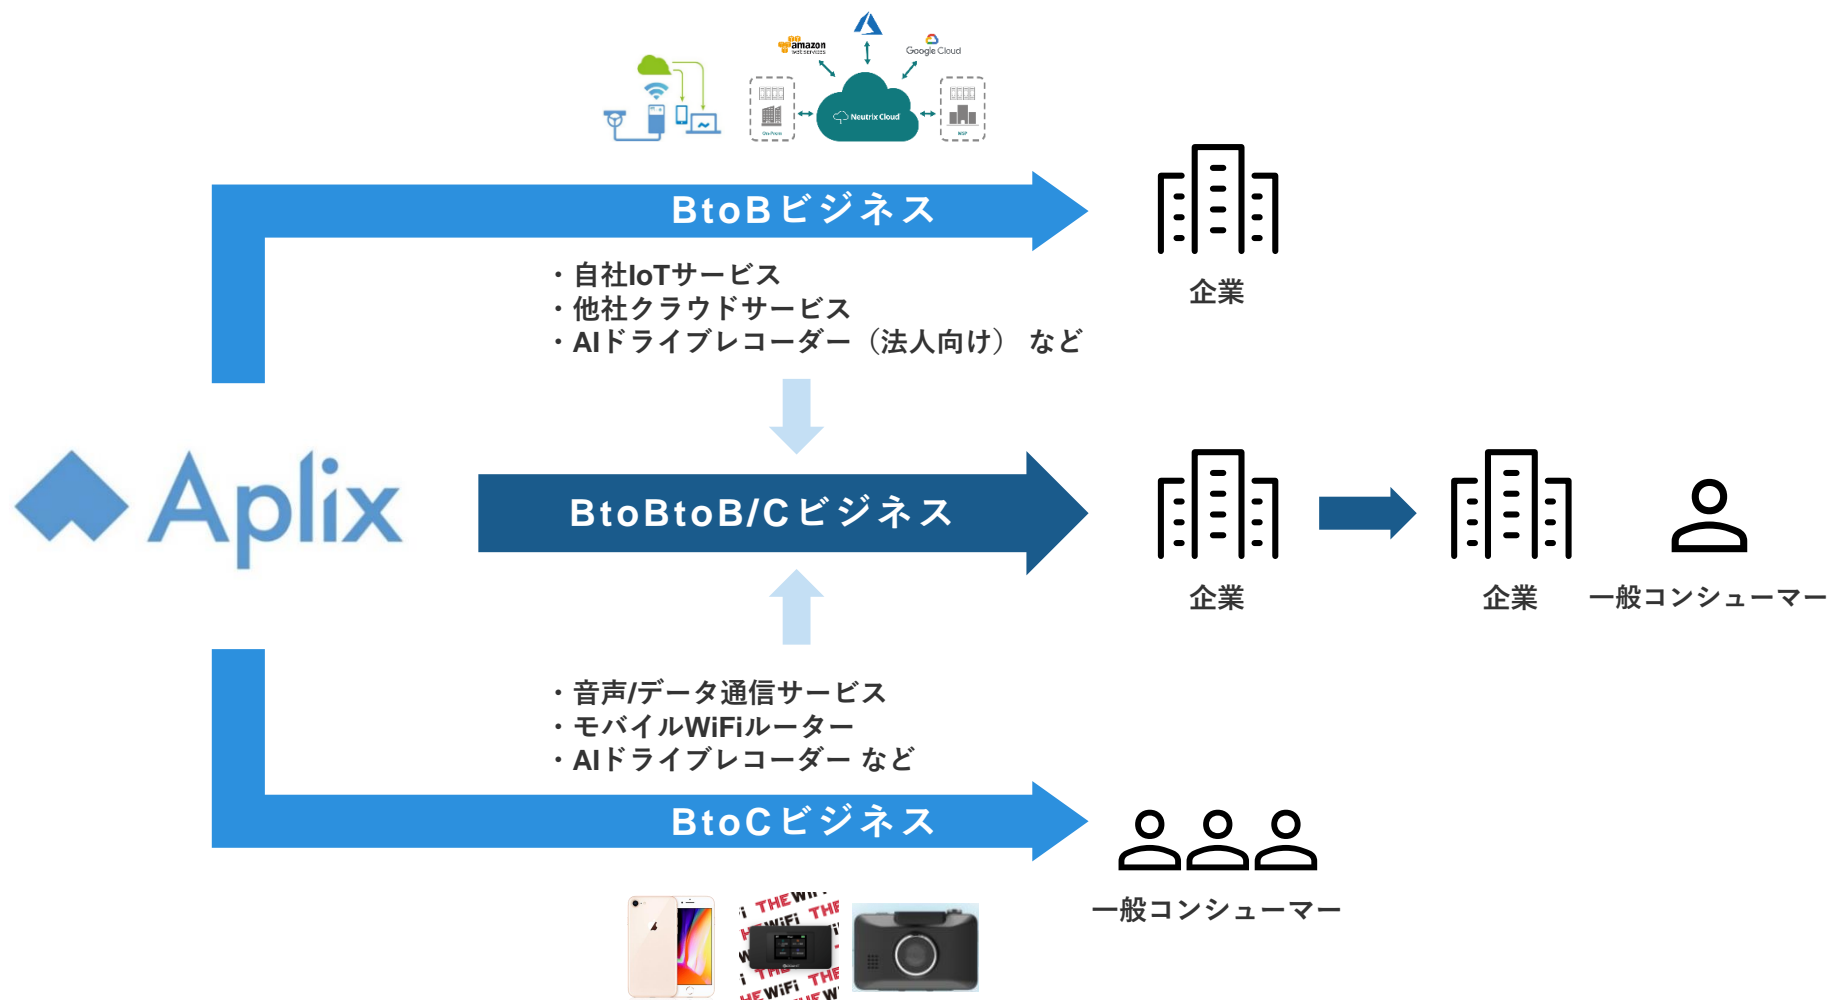 amazon
web services
Google Cloud
Neutrix Cloud
On-Prem
MSP
BtoBビジネス
・自社IoTサービス
・他社クラウドサービス
・AIドライブレコーダー（法人向け） など
企業
Aplix
BtoBtoB/Cビジネス
企業
企業
一般コンシューマー
・音声/データ通信サービス
・モバイルWiFiルーター
・AIドライブレコーダー など
BtoCビジネス
一般コンシューマー
THE WiFi